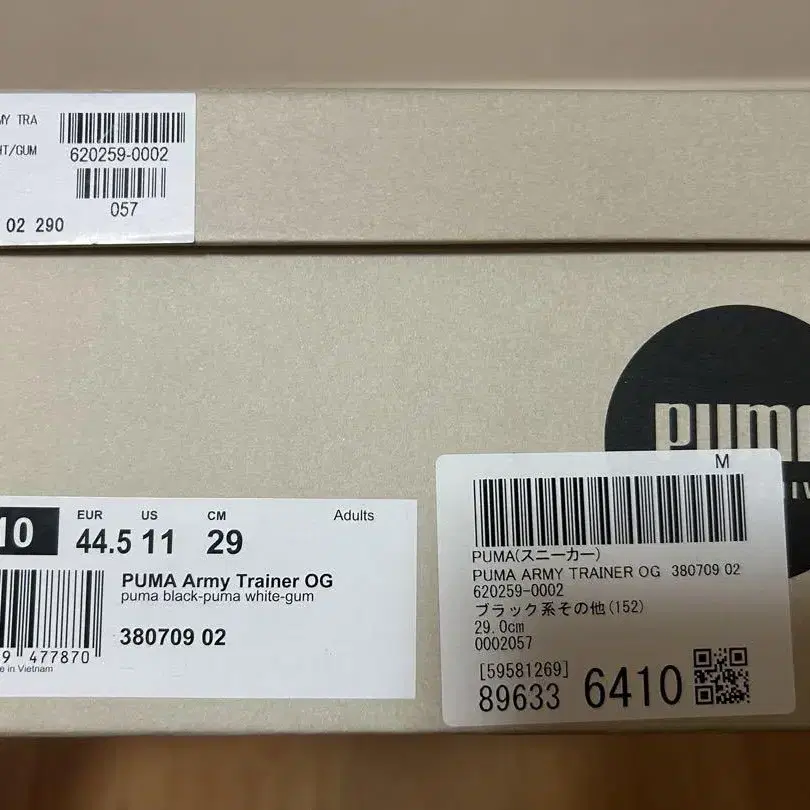 MY TRA
HT/GUM
620259-0002
057
02 290
puma
M
PUMA(スニーカー)
PUMA ARMY TRAINER OG 380709 02
620259-0002
ブラック系その他(152)
29.0cm
0002057
[59581269]
89633 6410
10
EUR US CM
44.5 11 29
Adults
PUMA Army Trainer OG
puma black-puma white-gum
380709 02
9 477870
e in Vietnam